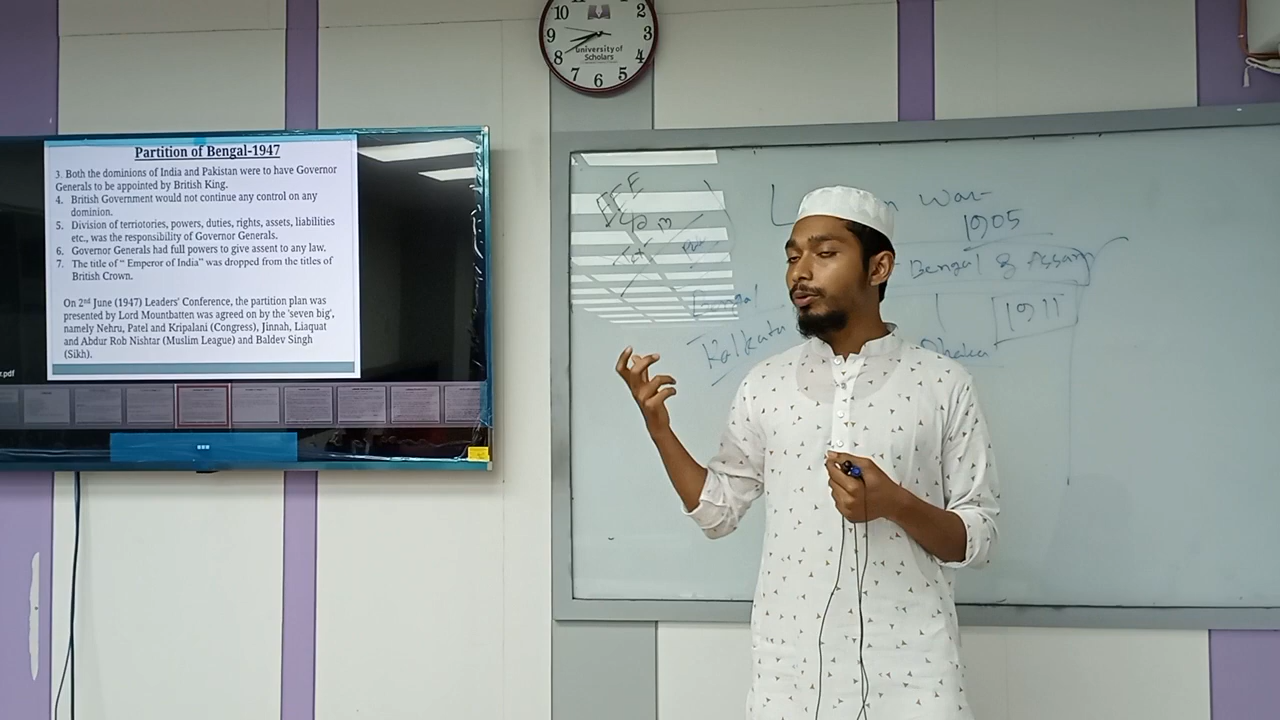 10 2
9 3
8 4
7 6 5
University of
Scholars
Partition of Bengal-1947
3. Both the dominions of India and Pakistan were to have Governor
Generals to be appointed by British King.
4. British Government would not continue any control on any
dominion.
5. Division of terriotories, powers, duties, rights, assets, liabilities
etc., was the responsibility of Governor Generals.
6. Governor Generals had full powers to give assent to any law.
7. The title of “ Emperor of India” was dropped from the titles of
British Crown.
On 2nd June (1947) Leaders' Conference, the partition plan was
presented by Lord Mountbatten was agreed on by the 'seven big',
namely Nehru, Patel and Kripalani (Congress), Jinnah, Liaquat
and Abdur Rob Nishtar (Muslim League) and Baldev Singh
(Sikh).
r.pdf
EEE
War
1905
Bengal & Assam
Bengal
1911
Kalkata
Dhaka